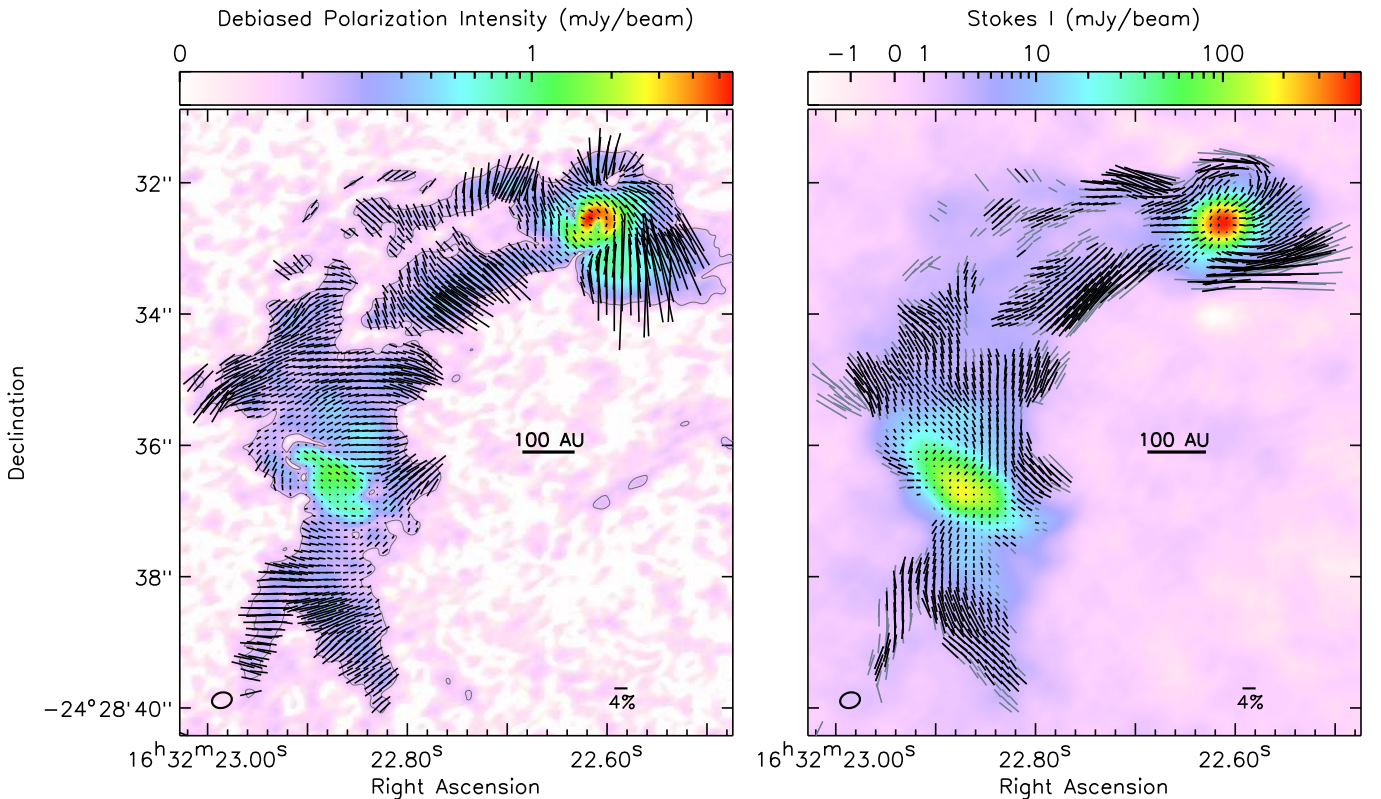 Debiased Polarization Intensity (mJy/beam)
0 1
Stokes I (mJy/beam)
−1 0 1 10 100
Declination
32''
34''
36''
38''
−24°28'40''
100 AU
4%
16ʰ32ᵐ23.00ˢ 22.80ˢ 22.60ˢ
Right Ascension
100 AU
4%
16ʰ32ᵐ23.00ˢ 22.80ˢ 22.60ˢ
Right Ascension